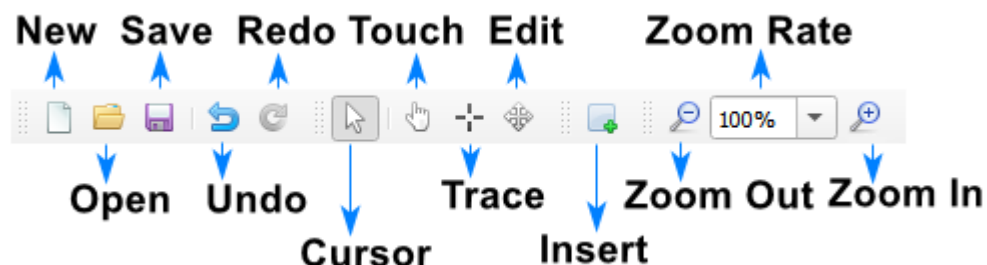 New Save Redo Touch Edit Zoom Rate
100%
Open Undo Trace Zoom Out Zoom In
Cursor Insert